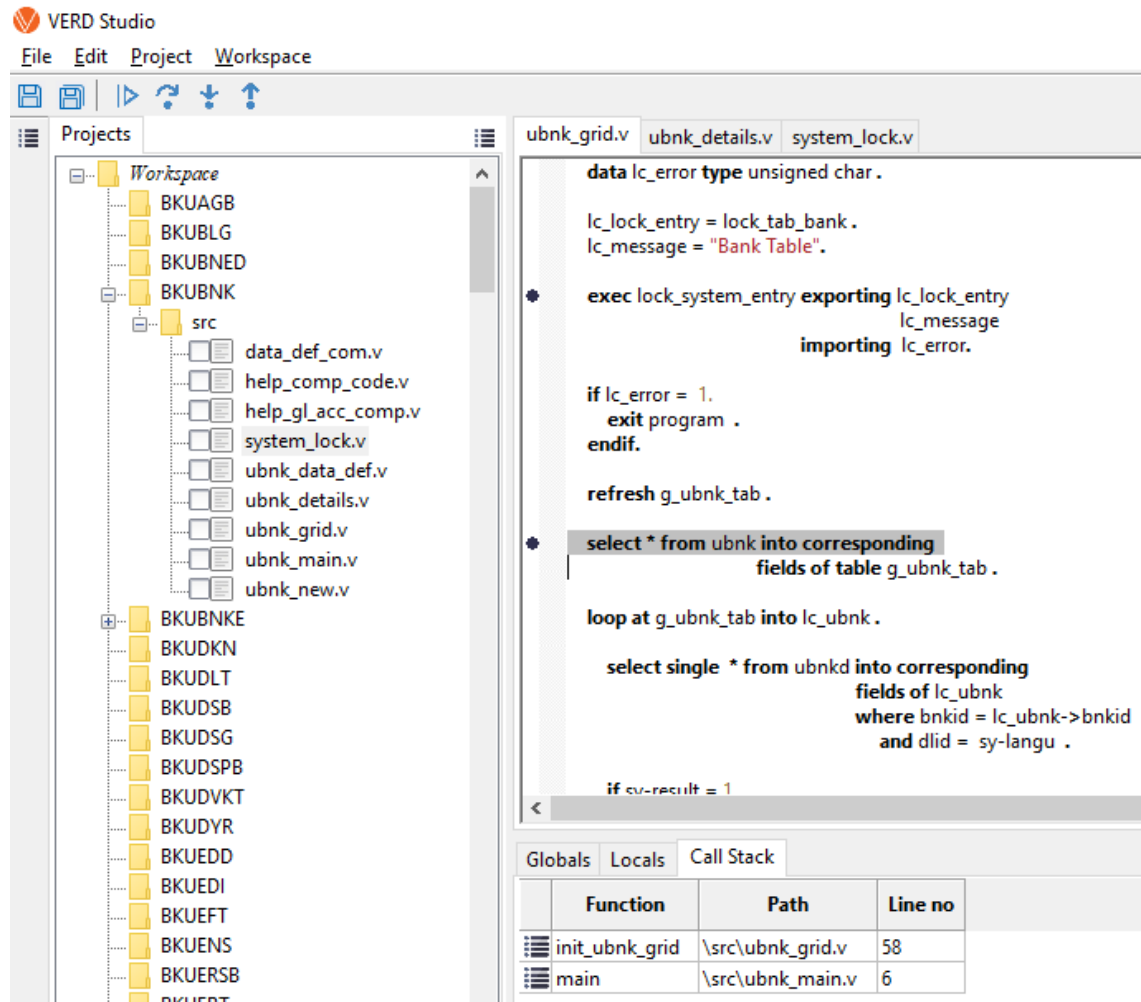 VERD Studio
File Edit Project Workspace
Projects
Workspace
BKUAGB
BKUBLG
BKUBNED
BKUBNK
src
data_def_com.v
help_comp_code.v
help_gl_acc_comp.v
system_lock.v
ubnk_data_def.v
ubnk_details.v
ubnk_grid.v
ubnk_main.v
ubnk_new.v
BKUBNKE
BKUDKN
BKUDLT
BKUDSB
BKUDSG
BKUDSPB
BKUDVKT
BKUDYR
BKUEDD
BKUEDI
BKUEFT
BKUENS
BKUERSB
ubnk_grid.v ubnk_details.v system_lock.v
data lc_error type unsigned char .
lc_lock_entry = lock_tab_bank .
lc_message = "Bank Table".
exec lock_system_entry exporting lc_lock_entry
lc_message
importing lc_error.
if lc_error = 1.
exit program .
endif.
refresh g_ubnk_tab .
select * from ubnk into corresponding
fields of table g_ubnk_tab .
loop at g_ubnk_tab into lc_ubnk .
select single * from ubnkd into corresponding
fields of lc_ubnk
where bnkid = lc_ubnk->bnkid
and dlid = sy-langu .
if sy-result = 1
Globals Locals Call Stack
Function Path Line no
init_ubnk_grid \src\ubnk_grid.v 58
main \src\ubnk_main.v 6